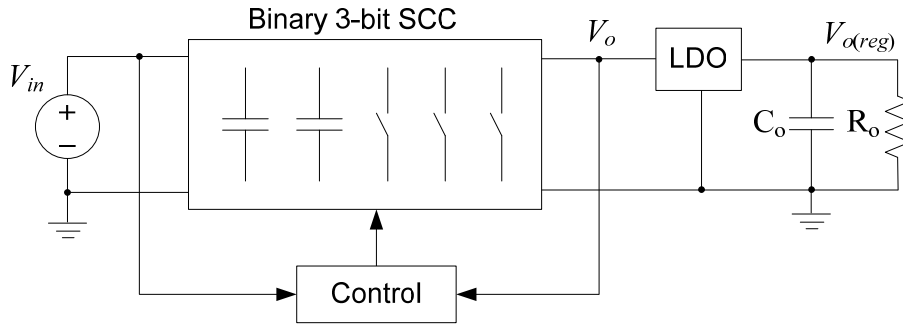 Binary 3-bit SCC
V_o
LDO
V_o(reg)
V_in
+
−
C_o
R_o
Control